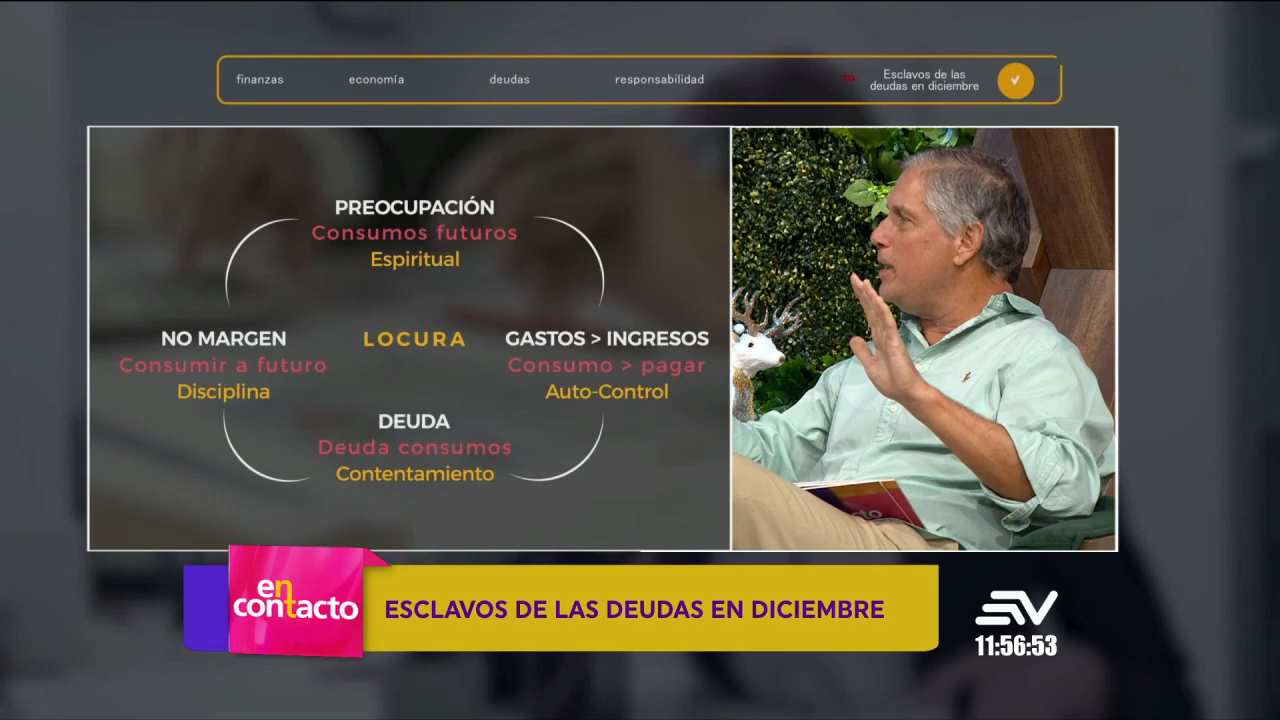 finanzas economía deudas responsabilidad Esclavos de las
deudas en diciembre
PREOCUPACIÓN
Consumos futuros
Espiritual
NO MARGEN
Consumir a futuro
Disciplina
LOCURA
GASTOS > INGRESOS
Consumo > pagar
Auto-Control
DEUDA
Deuda consumos
Contentamiento
en
contacto
ESCLAVOS DE LAS DEUDAS EN DICIEMBRE
11:56:53